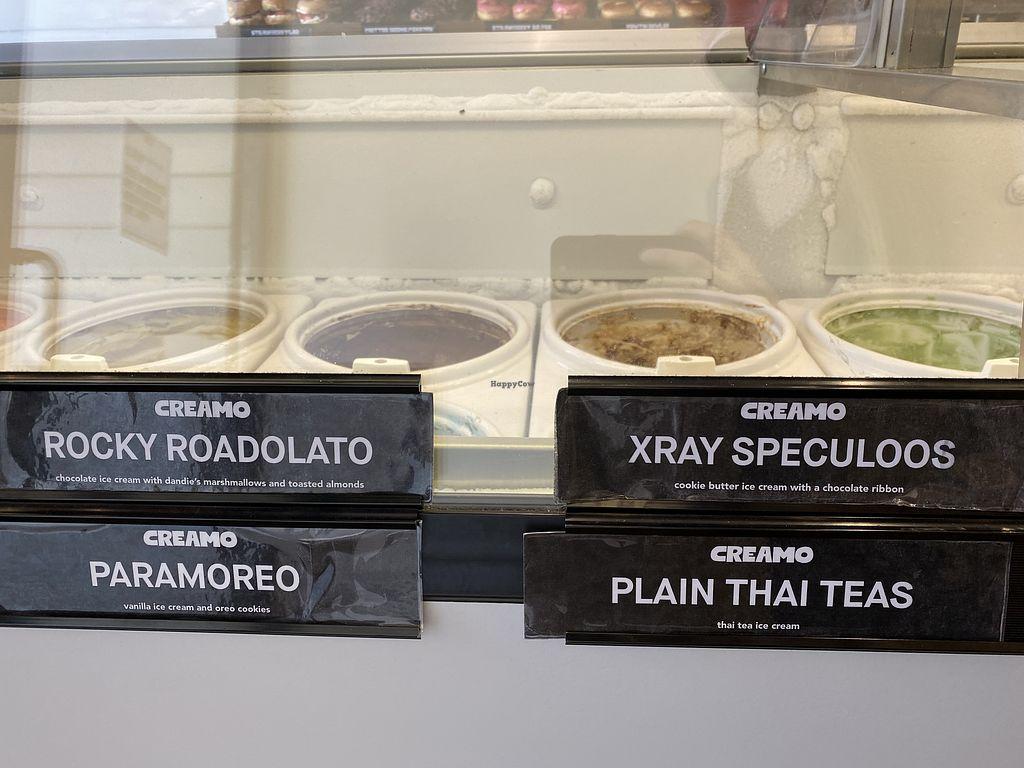 HappyCow
CREAMO
ROCKY ROADOLATO
chocolate ice cream with dandie's marshmallows and toasted almonds
CREAMO
XRAY SPECULOOS
cookie butter ice cream with a chocolate ribbon
CREAMO
PARAMOREO
vanilla ice cream and oreo cookies
CREAMO
PLAIN THAI TEAS
thai tea ice cream